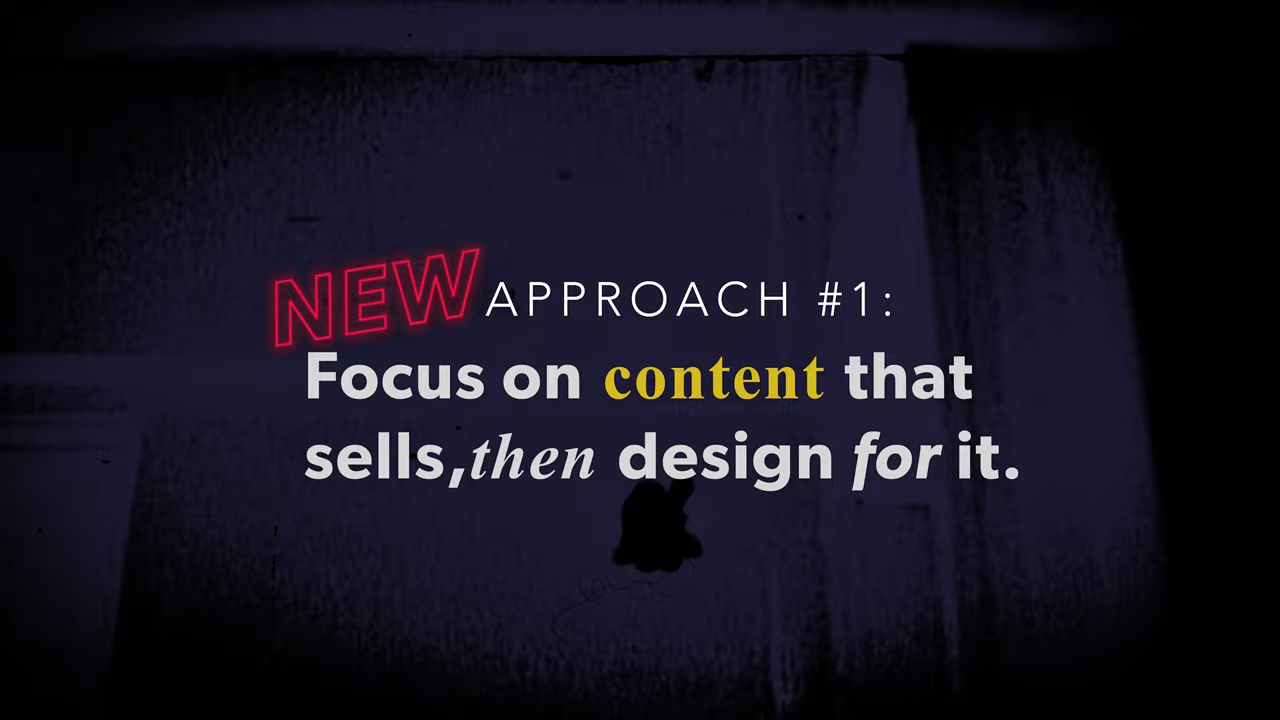 NEW APPROACH #1:
Focus on content that
sells,then design for it.